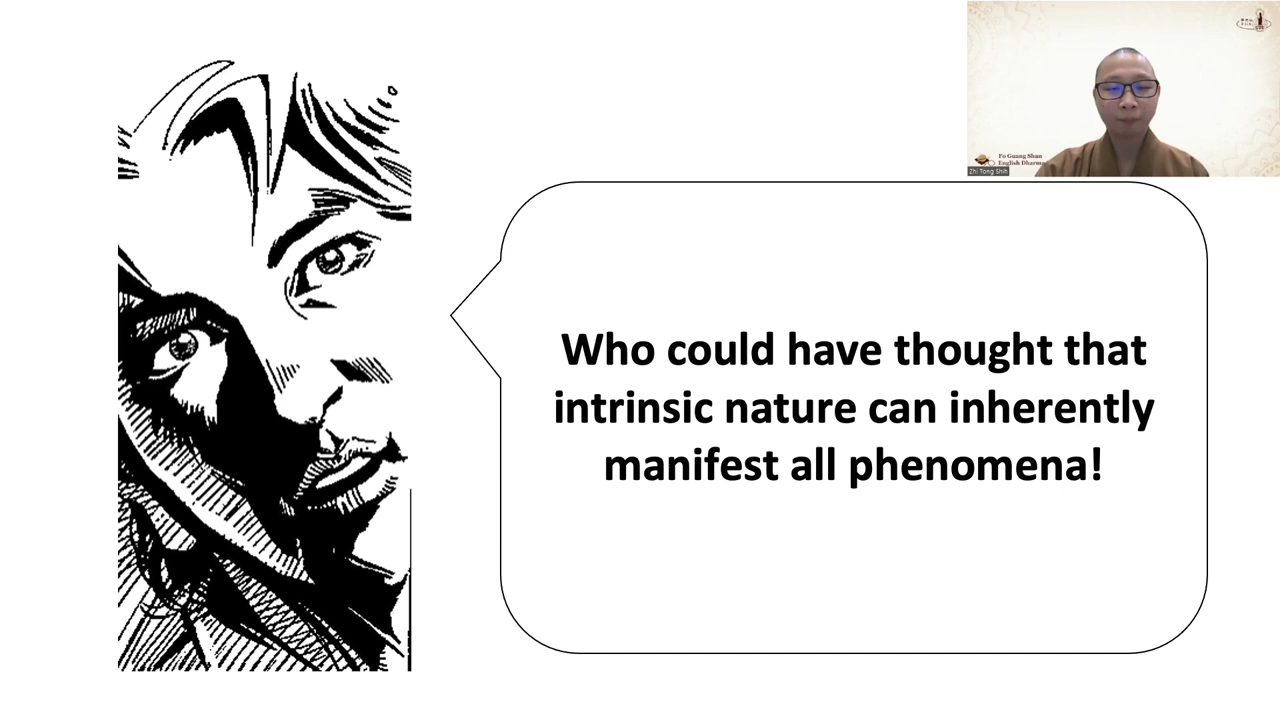 Fo Guang Shan
English Dharma
Zhi Tong Shih
Who could have thought that
intrinsic nature can inherently
manifest all phenomena!